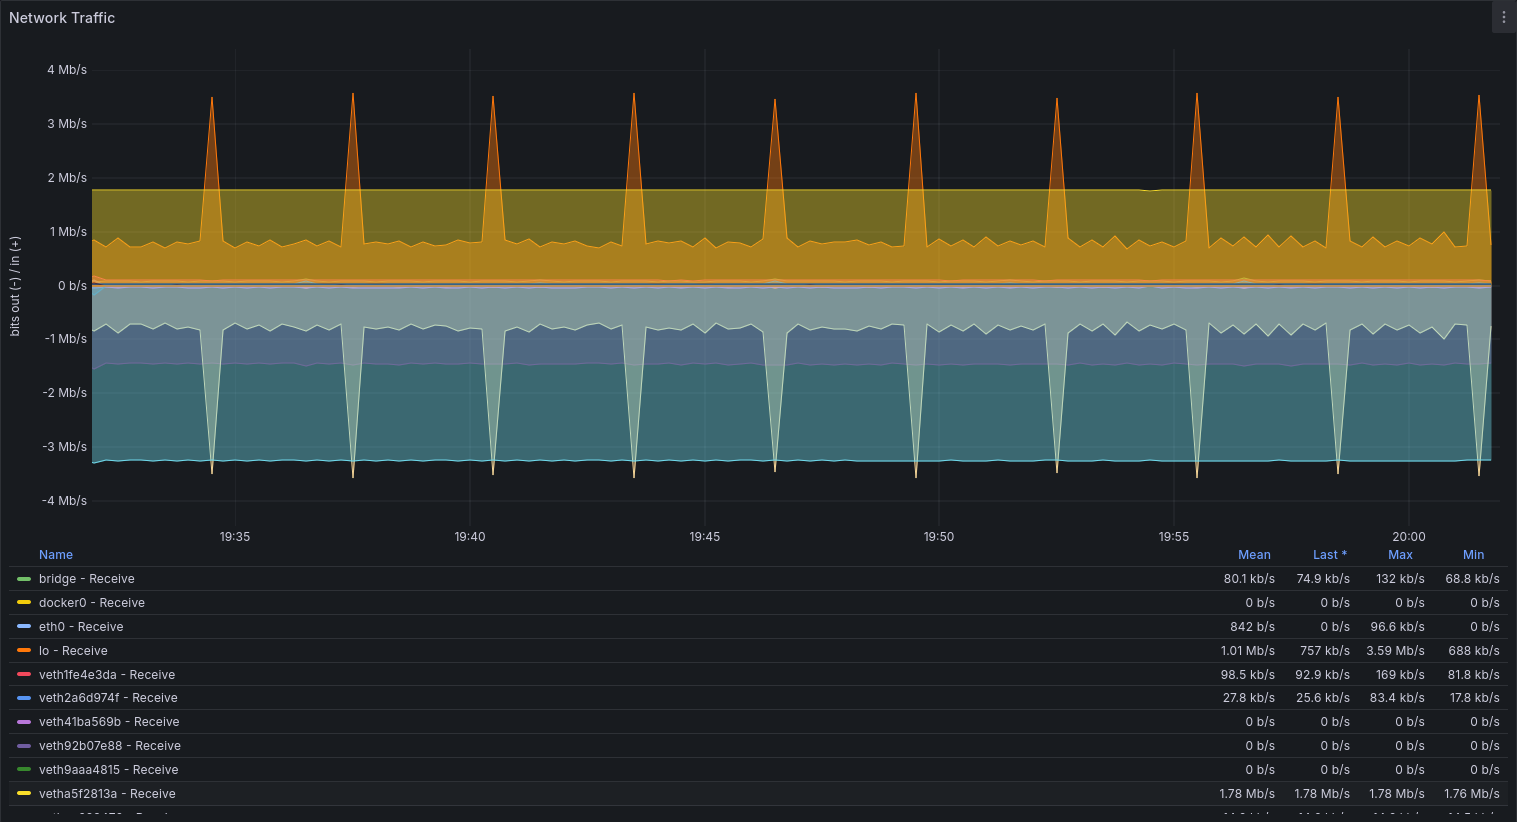 Network Traffic
4 Mb/s
3 Mb/s
2 Mb/s
1 Mb/s
0 b/s
-1 Mb/s
-2 Mb/s
-3 Mb/s
-4 Mb/s
bits out (-) / in (+)
19:35 19:40 19:45 19:50 19:55 20:00
Name Mean Last * Max Min
bridge - Receive 80.1 kb/s 74.9 kb/s 132 kb/s 68.8 kb/s
docker0 - Receive 0 b/s 0 b/s 0 b/s 0 b/s
eth0 - Receive 842 b/s 0 b/s 96.6 kb/s 0 b/s
lo - Receive 1.01 Mb/s 757 kb/s 3.59 Mb/s 688 kb/s
veth1fe4e3da - Receive 98.5 kb/s 92.9 kb/s 169 kb/s 81.8 kb/s
veth2a6d974f - Receive 27.8 kb/s 25.6 kb/s 83.4 kb/s 17.8 kb/s
veth41ba569b - Receive 0 b/s 0 b/s 0 b/s 0 b/s
veth92b07e88 - Receive 0 b/s 0 b/s 0 b/s 0 b/s
veth9aaa4815 - Receive 0 b/s 0 b/s 0 b/s 0 b/s
vetha5f2813a - Receive 1.78 Mb/s 1.78 Mb/s 1.78 Mb/s 1.76 Mb/s